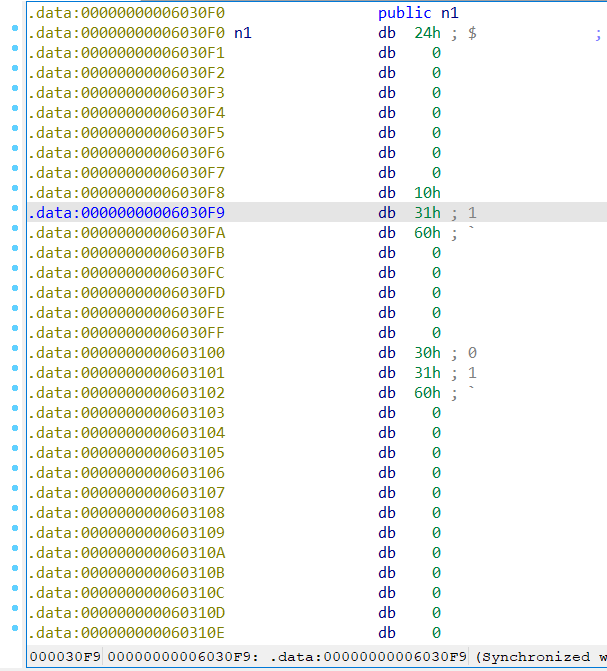 .data:00000000006030F0 public n1
.data:00000000006030F0 n1 db 24h ; $ ;
.data:00000000006030F1 db 0
.data:00000000006030F2 db 0
.data:00000000006030F3 db 0
.data:00000000006030F4 db 0
.data:00000000006030F5 db 0
.data:00000000006030F6 db 0
.data:00000000006030F7 db 0
.data:00000000006030F8 db 10h
.data:00000000006030F9 db 31h ; 1
.data:00000000006030FA db 60h ; `
.data:00000000006030FB db 0
.data:00000000006030FC db 0
.data:00000000006030FD db 0
.data:00000000006030FE db 0
.data:00000000006030FF db 0
.data:0000000000603100 db 30h ; 0
.data:0000000000603101 db 31h ; 1
.data:0000000000603102 db 60h ; `
.data:0000000000603103 db 0
.data:0000000000603104 db 0
.data:0000000000603105 db 0
.data:0000000000603106 db 0
.data:0000000000603107 db 0
.data:0000000000603108 db 0
.data:0000000000603109 db 0
.data:000000000060310A db 0
.data:000000000060310B db 0
.data:000000000060310C db 0
.data:000000000060310D db 0
.data:000000000060310E db 0
000030F9 00000000006030F9: .data:00000000006030F9 (Synchronized w